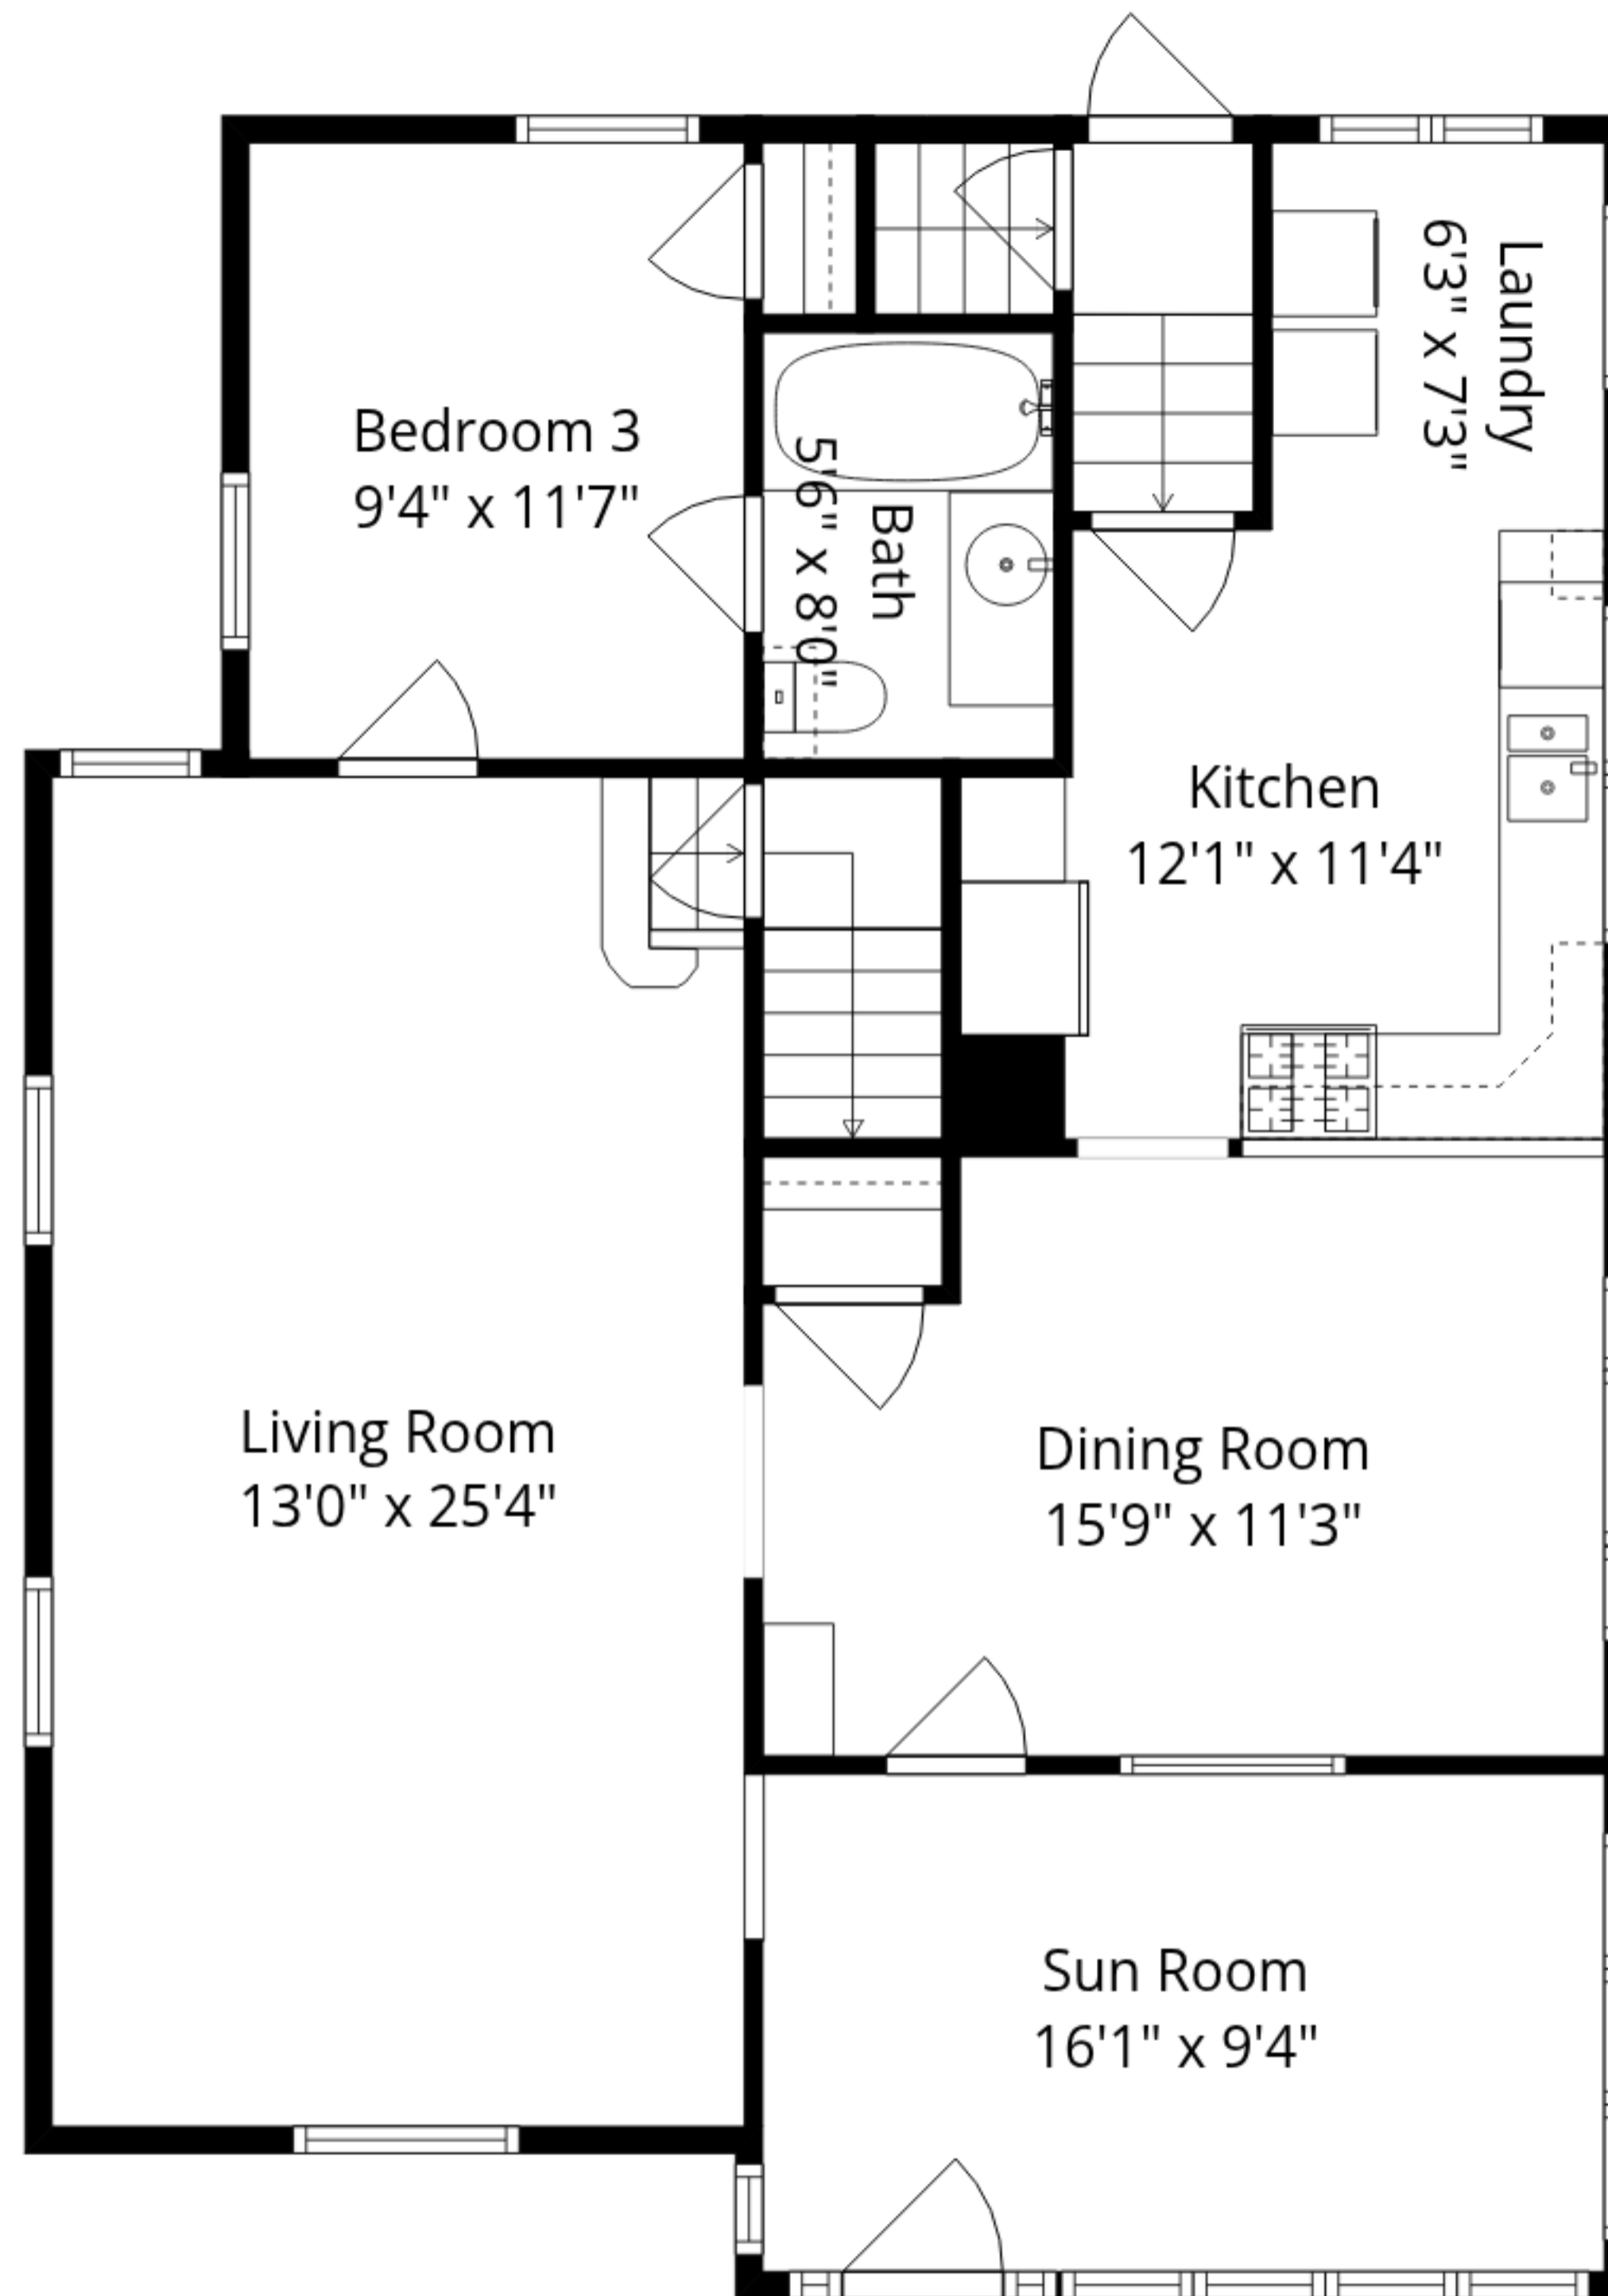 Laundry
6'3" x 7'3"
Bedroom 3
9'4" x 11'7"
Bath
5'6" x 8'0"
Kitchen
12'1" x 11'4"
Living Room
13'0" x 25'4"
Dining Room
15'9" x 11'3"
Sun Room
16'1" x 9'4"